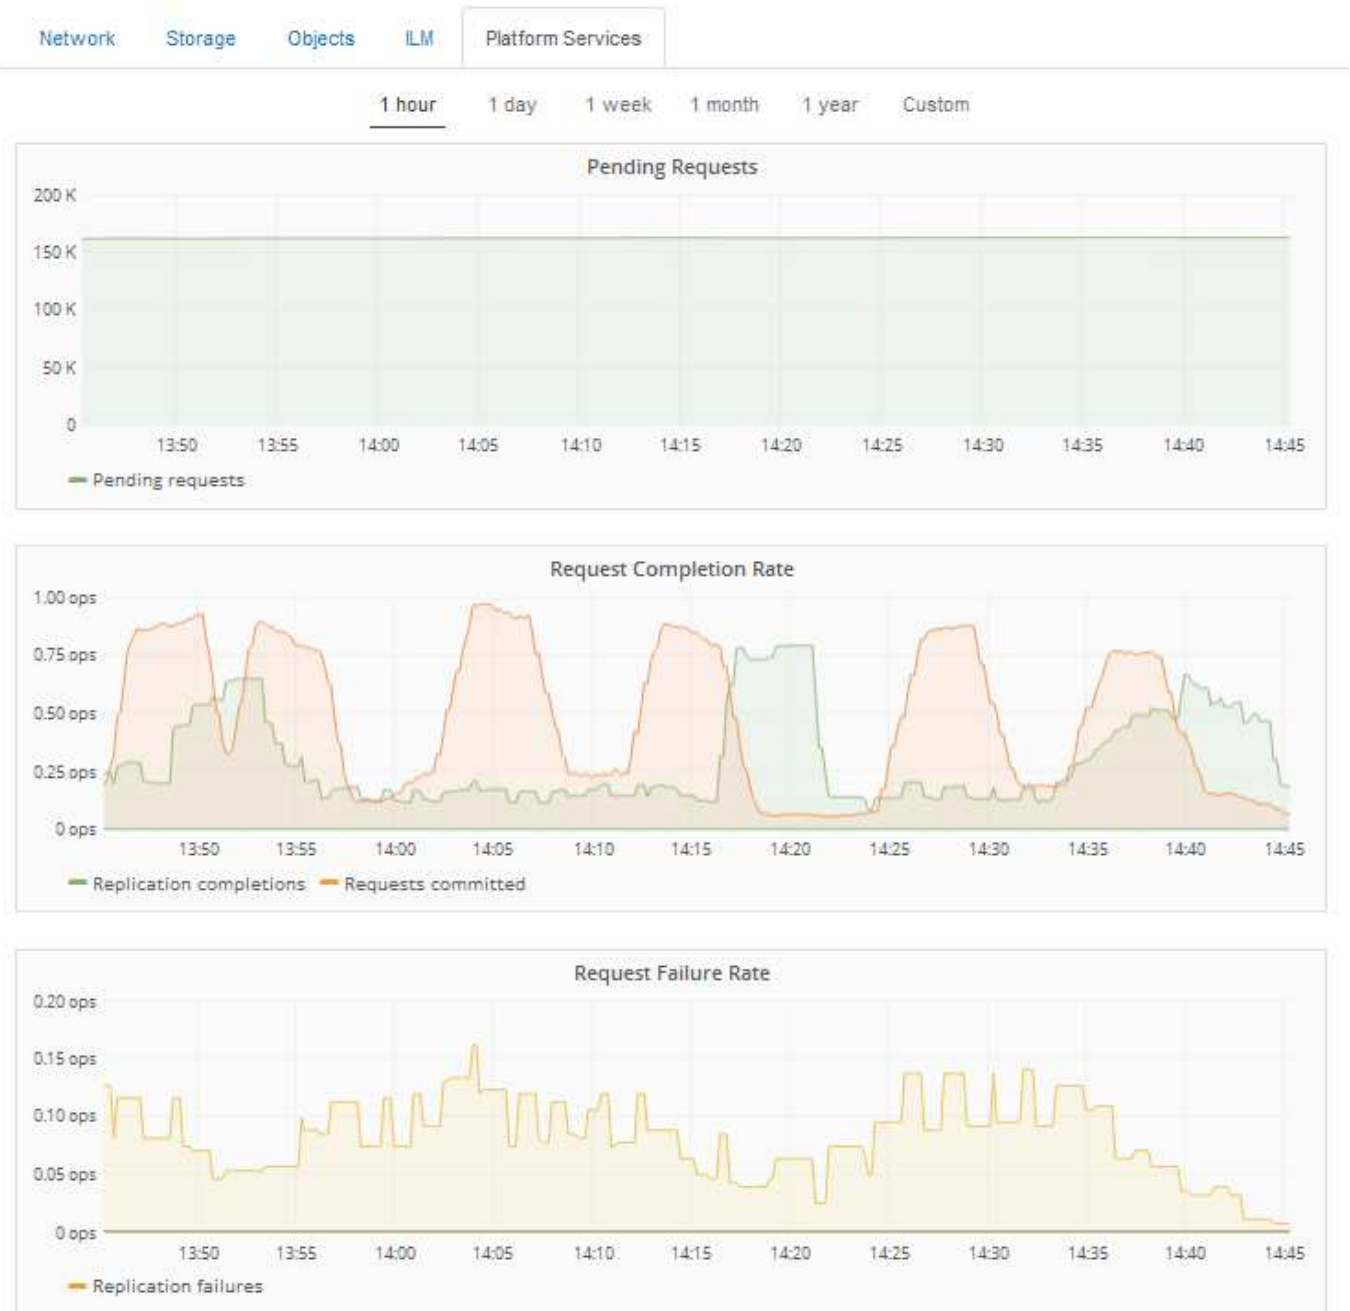 Network Storage Objects ILM Platform Services
1 hour 1 day 1 week 1 month 1 year Custom
Pending Requests
200 K
150 K
100 K
50 K
0
13:50 13:55 14:00 14:05 14:10 14:15 14:20 14:25 14:30 14:35 14:40 14:45
Pending requests
Request Completion Rate
1.00 ops
0.75 ops
0.50 ops
0.25 ops
0 ops
13:50 13:55 14:00 14:05 14:10 14:15 14:20 14:25 14:30 14:35 14:40 14:45
Replication completions Requests committed
Request Failure Rate
0.20 ops
0.15 ops
0.10 ops
0.05 ops
0 ops
13:50 13:55 14:00 14:05 14:10 14:15 14:20 14:25 14:30 14:35 14:40 14:45
Replication failures